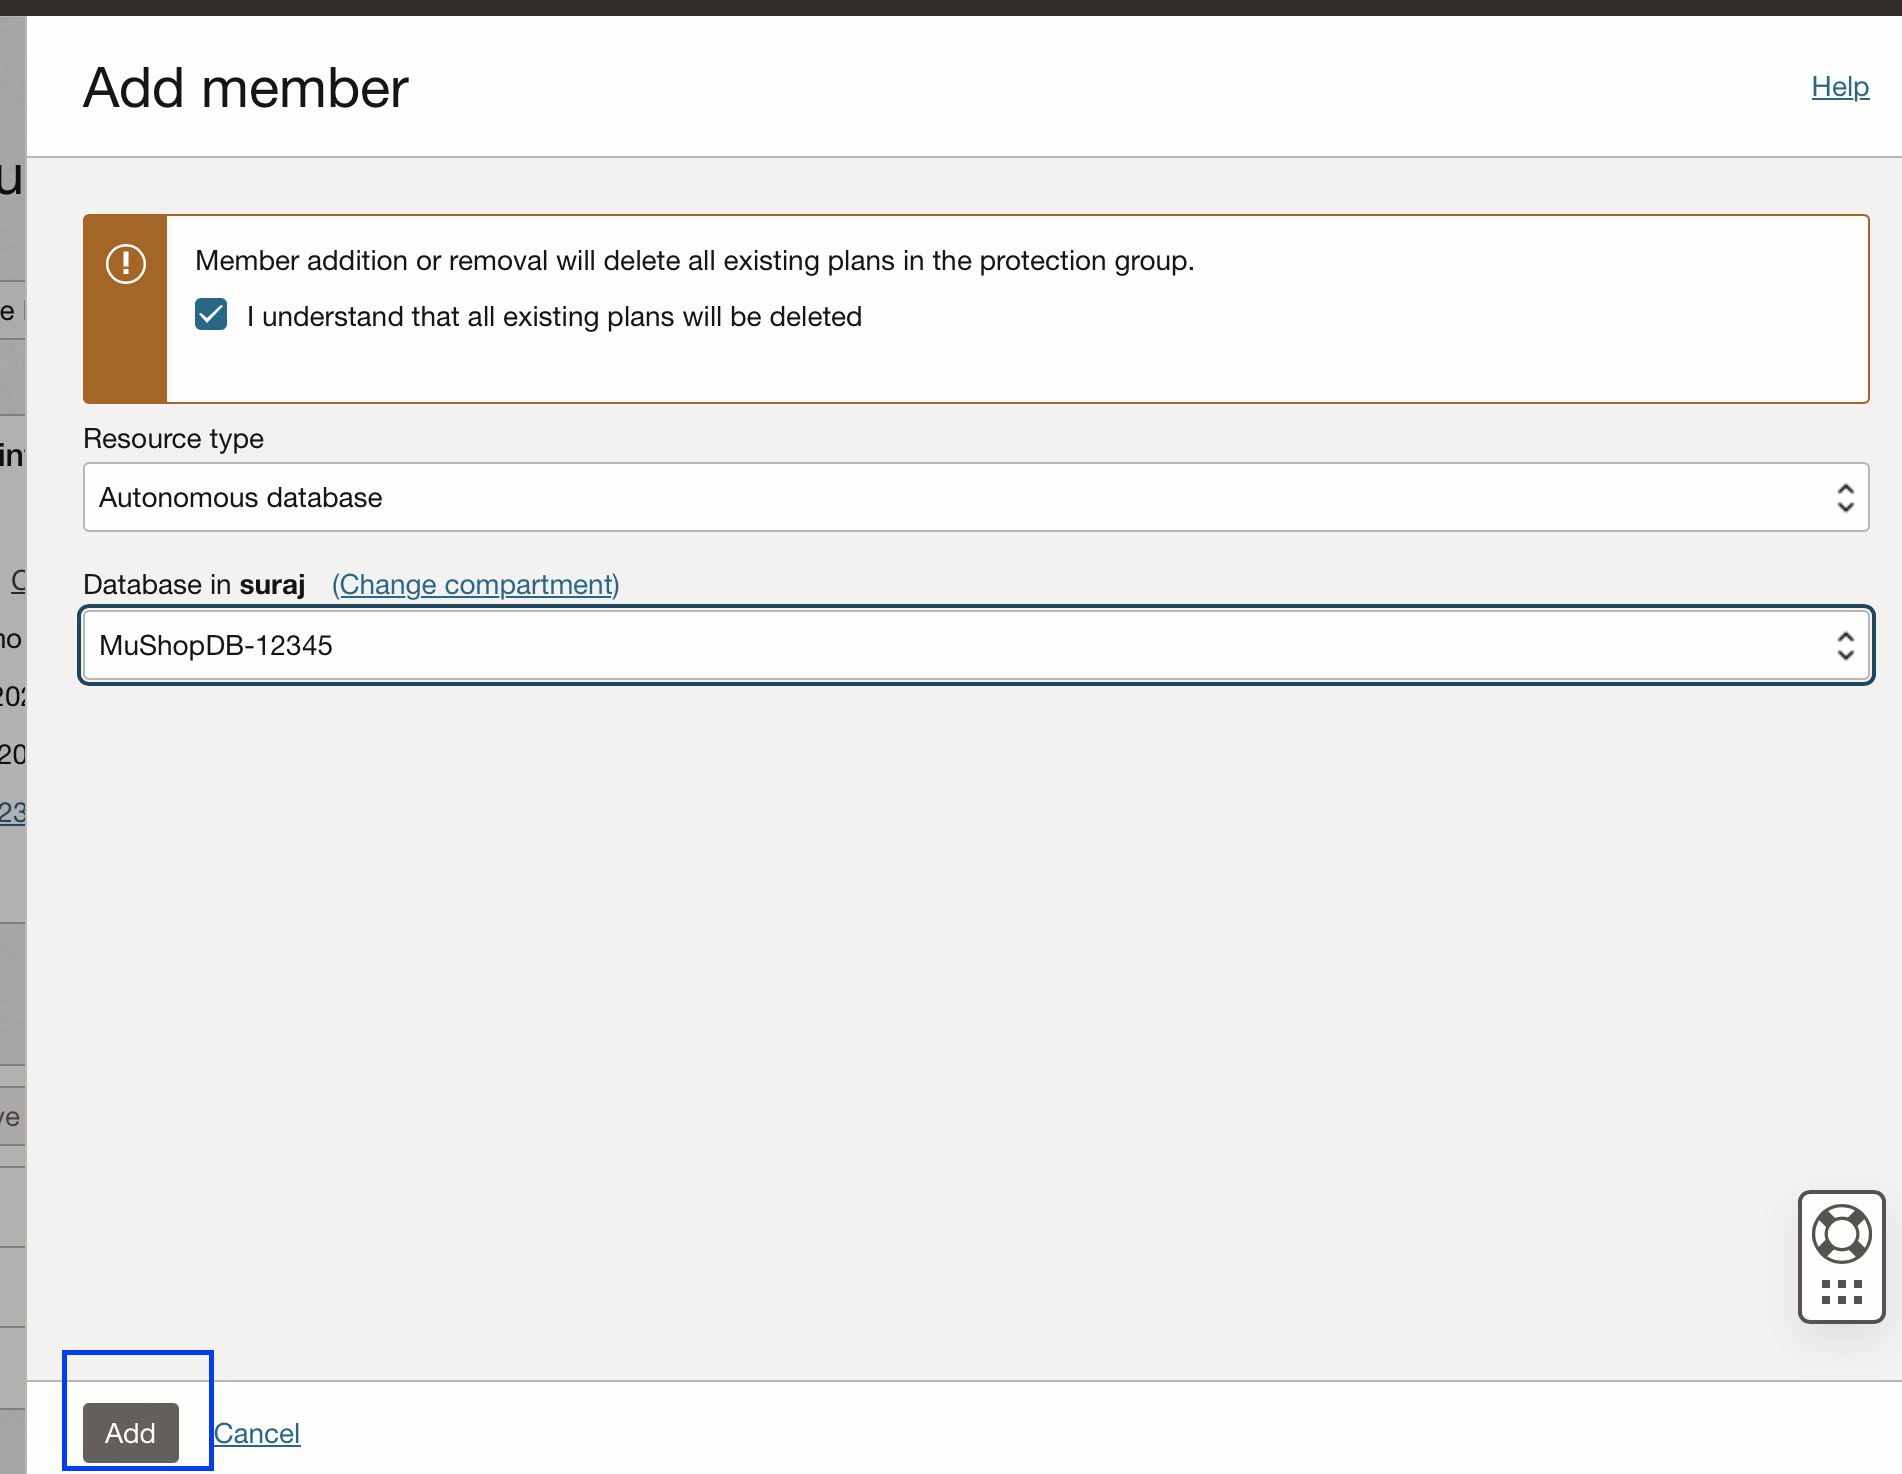 Add member
Help
Member addition or removal will delete all existing plans in the protection group.
I understand that all existing plans will be deleted
Resource type
Autonomous database
Database in suraj (Change compartment)
MuShopDB-12345
Add Cancel